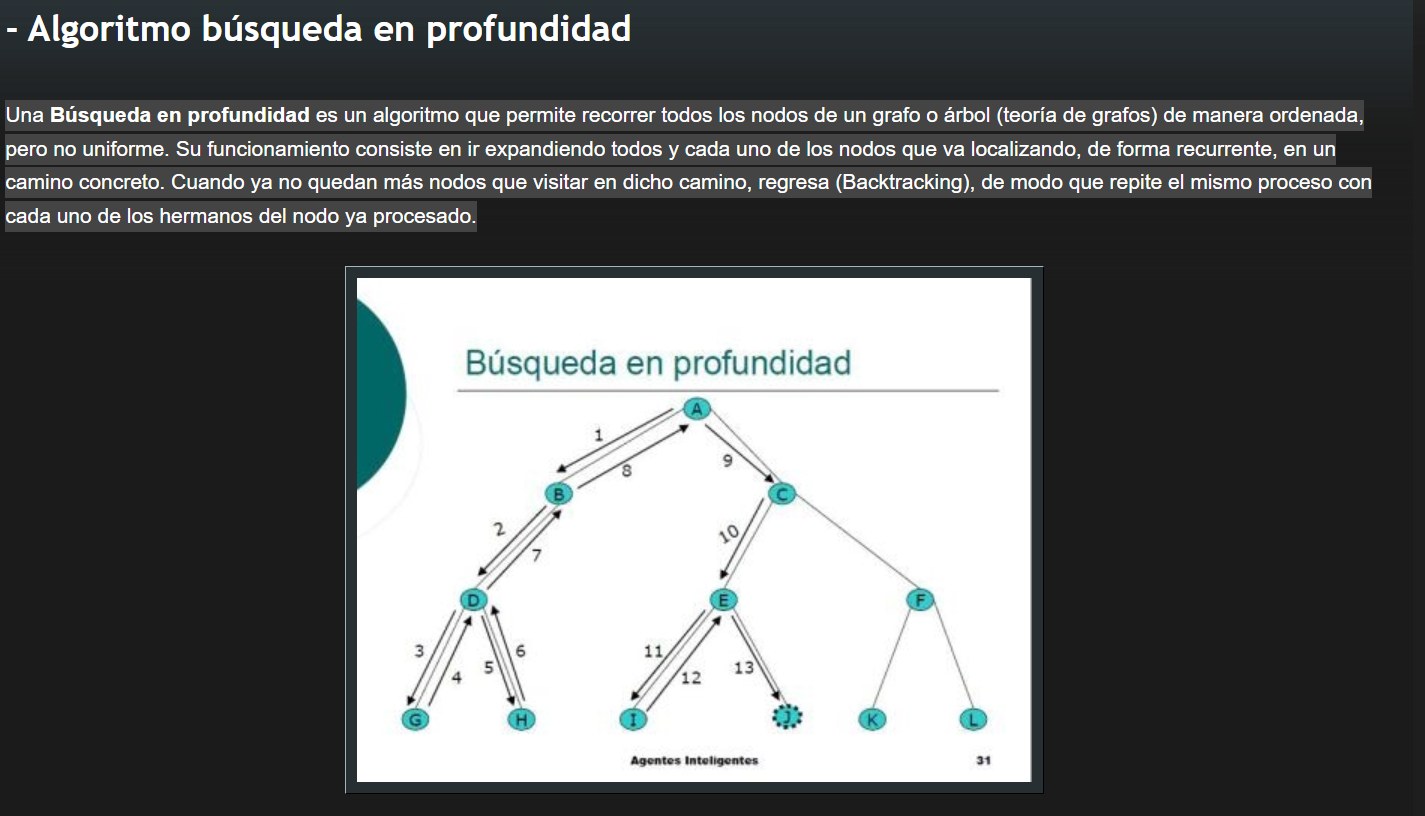 - Algoritmo búsqueda en profundidad
Una Búsqueda en profundidad es un algoritmo que permite recorrer todos los nodos de un grafo o árbol (teoría de grafos) de manera ordenada,
pero no uniforme. Su funcionamiento consiste en ir expandiendo todos y cada uno de los nodos que va localizando, de forma recurrente, en un
camino concreto. Cuando ya no quedan más nodos que visitar en dicho camino, regresa (Backtracking), de modo que repite el mismo proceso con
cada uno de los hermanos del nodo ya procesado.
Búsqueda en profundidad
A
1
8
9
B
C
2
7
10
D
E
F
3
4
5
6
11
12
13
G
H
I
J
K
L
Agentes Inteligentes
31